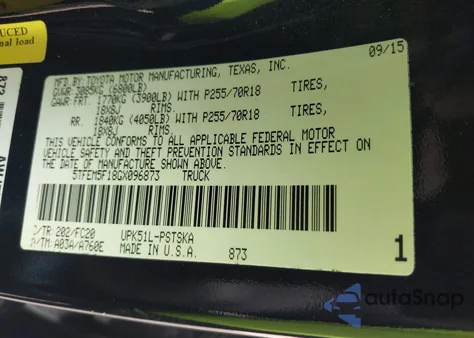 UCED
nal load
872
MFD.BY: TOYOTA MOTOR MANUFACTURING, TEXAS, INC. 09/15
GVWR 3085KG (6800LB)
GAWR: FRT. 1770KG (3900LB) WITH P255/70R18 TIRES,
18X8J RIMS
RR. 1840KG (4050LB) WITH P255/70R18 TIRES,
18X8J RIMS
THIS VEHICLE CONFORMS TO ALL APPLICABLE FEDERAL MOTOR
VEHICLE SAFETY AND THEFT PREVENTION STANDARDS IN EFFECT ON
THE DATE OF MANUFACTURE SHOWN ABOVE.
5TFEM5F18GX096873 TRUCK
C/TR: 202/FC20 UPK51L-PSTSKA
A/TM: A03A/A760E MADE IN U.S.A. 873 1
autoSnap